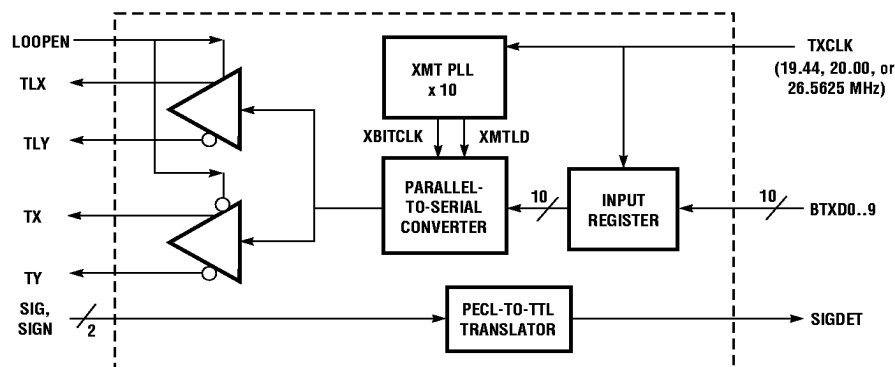 LOOPEN
TLX
TLY
TX
TY
SIG,
SIGN
2
XMT PLL
x 10
XBITCLK
XMTLD
PARALLEL-
TO-SERIAL
CONVERTER
10
INPUT
REGISTER
10
TXCLK
(19.44, 20.00, or
26.5625 MHz)
BTXD0..9
PECL-TO-TTL
TRANSLATOR
SIGDET